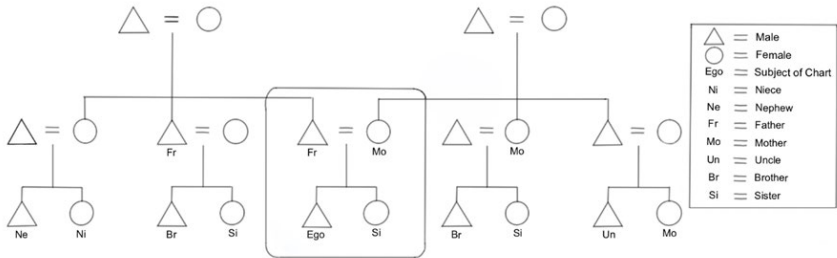 Fr
Fr
Mo
Mo
Ne
Ni
Br
Si
Ego
Si
Br
Si
Un
Mo
= Male
= Female
Ego = Subject of Chart
Ni = Niece
Ne = Nephew
Fr = Father
Mo = Mother
Un = Uncle
Br = Brother
Si = Sister